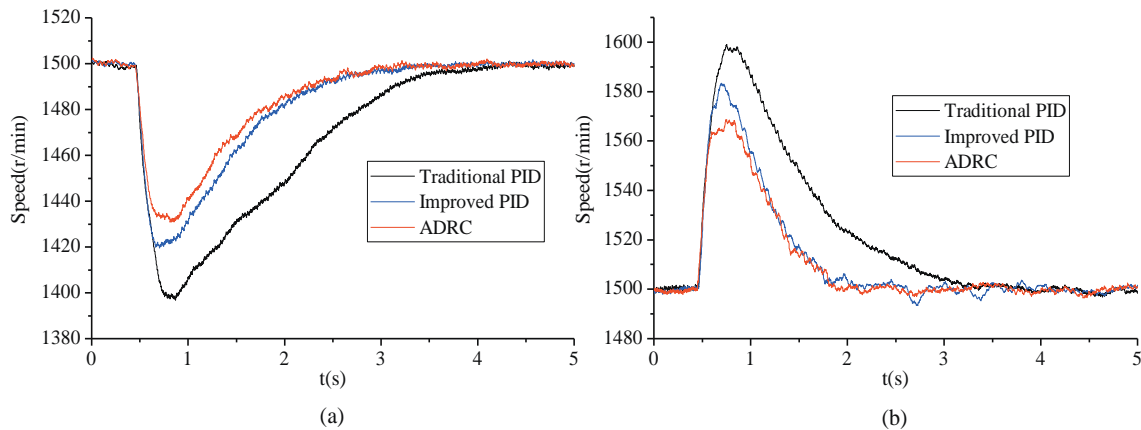 1520
1500
1480
1460
1440
1420
1400
1380
0
1
2
3
4
5
Speed(r/min)
t(s)
Traditional PID
Improved PID
ADRC
(a)
1600
1580
1560
1540
1520
1500
1480
0
1
2
3
4
5
Speed(r/min)
t(s)
Traditional PID
Improved PID
ADRC
(b)